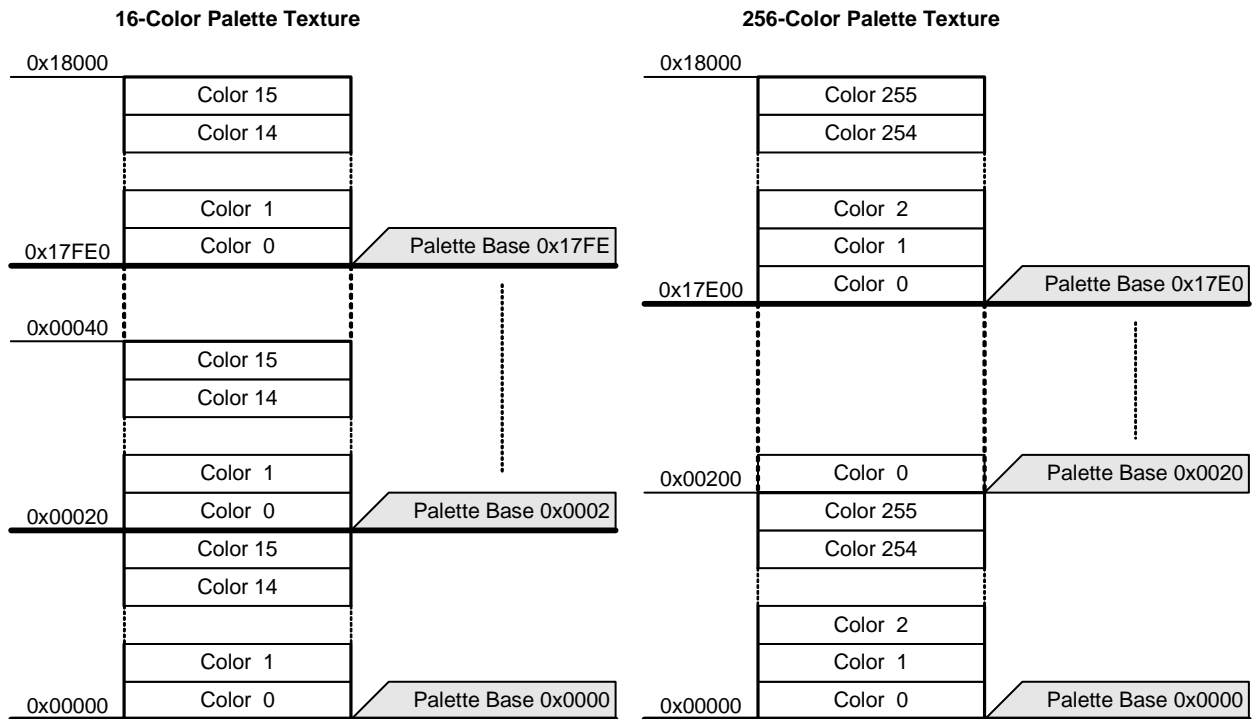 16-Color Palette Texture
0x18000
Color 15
Color 14
Color 1
Color 0
0x17FE0
Palette Base 0x17FE
0x00040
Color 15
Color 14
Color 1
Color 0
0x00020
Palette Base 0x0002
Color 15
Color 14
Color 1
Color 0
0x00000
Palette Base 0x0000
256-Color Palette Texture
0x18000
Color 255
Color 254
Color 2
Color 1
Color 0
0x17E00
Palette Base 0x17E0
Color 0
0x00200
Palette Base 0x0020
Color 255
Color 254
Color 2
Color 1
Color 0
0x00000
Palette Base 0x0000